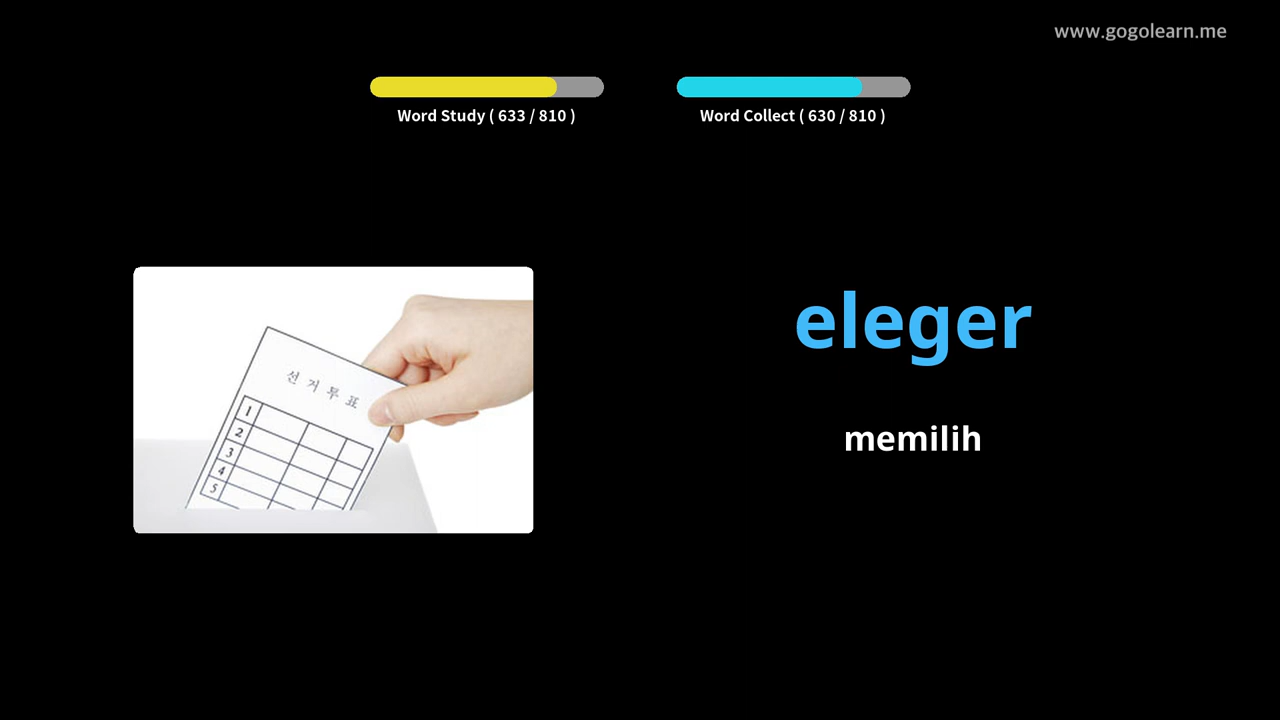 www.gogolearn.me
Word Study ( 633 / 810 )
Word Collect ( 630 / 810 )
선거투표
1
2
3
4
5
eleger
memilih